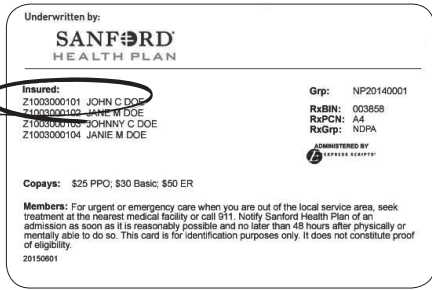 Underwritten by:
SANFORD
HEALTH PLAN
Insured:
Z1003000101 JOHN C DOE
Z1003000102 JANE M DOE
Z1003000103 JOHNNY C DOE
Z1003000104 JANIE M DOE
Grp: NP20140001
RxBIN: 003858
RxPCN: A4
RxGrp: NDPA
ADMINISTERED BY
EXPRESS SCRIPTS®
Copays: $25 PPO; $30 Basic; $50 ER
Members: For urgent or emergency care when you are out of the local service area, seek
treatment at the nearest medical facility or call 911. Notify Sanford Health Plan of an
admission as soon as it is reasonably possible and no later than 48 hours after physically or
mentally able to do so. This card is for identification purposes only. It does not constitute proof
of eligibility.
20150601